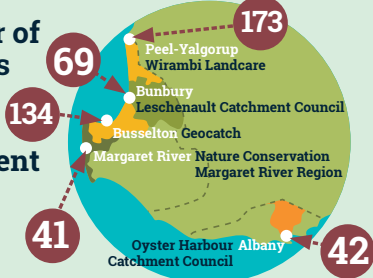 r of
s
ent
173
69
134
41
42
Peel-Yalgorup
Wirambi Landcare
Bunbury
Leschenault Catchment Council
Busselton Geocatch
Margaret River Nature Conservation
Margaret River Region
Oyster Harbour Albany
Catchment Council